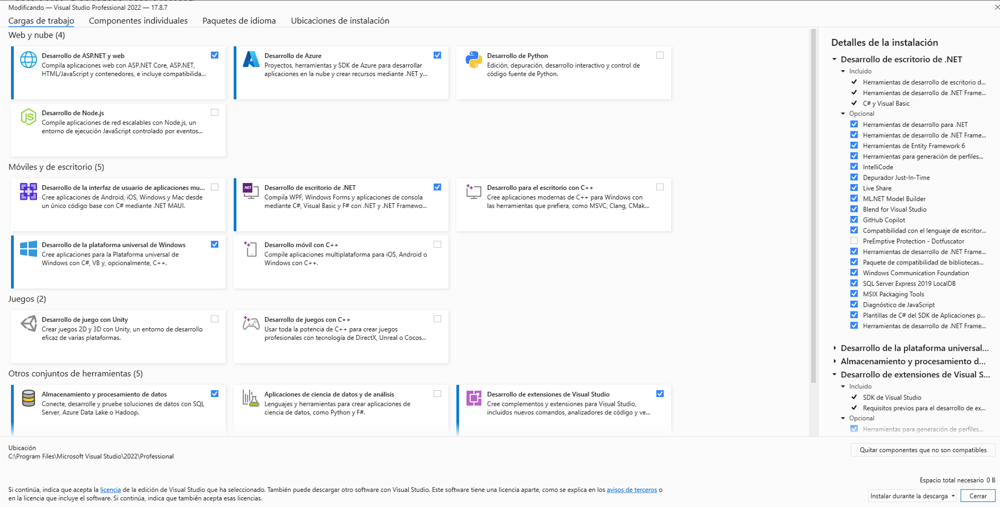 Modificando — Visual Studio Professional 2022 — 17.8.7
Cargas de trabajo
Componentes individuales
Paquetes de idioma
Ubicaciones de instalación
Web y nube (4)
Desarrollo de ASP.NET y web
Compila aplicaciones web con ASP.NET Core, ASP.NET,
HTML/JavaScript y contenedores, e incluye compatibilida...
Desarrollo de Azure
Proyectos, herramientas y SDK de Azure para desarrollar
aplicaciones en la nube y crear recursos mediante .NET y...
Desarrollo de Python
Edición, depuración, desarrollo interactivo y control de
código fuente de Python.
JS
Desarrollo de Node.js
Compile aplicaciones de red escalables con Node.js, un
entorno de ejecución JavaScript controlado por eventos...
Móviles y de escritorio (5)
Desarrollo de la interfaz de usuario de aplicaciones mu...
Cree aplicaciones de Android, iOS, Windows y Mac desde
un único código base con C# mediante .NET MAUI.
.NET
Desarrollo de escritorio de .NET
Compila WPF, Windows Forms y aplicaciones de consola
mediante C#, Visual Basic y F# con .NET y .NET Framewo...
Desarrollo para el escritorio con C++
Cree aplicaciones modernas de C++ para Windows con
las herramientas que prefiera, como MSVC, Clang, CMak...
Desarrollo de la plataforma universal de Windows
Cree aplicaciones para la Plataforma universal de
Windows con C#, VB y, opcionalmente, C++.
Desarrollo móvil con C++
Compile aplicaciones multiplataforma para iOS, Android o
Windows con C++.
Juegos (2)
Desarrollo de juego con Unity
Crear juegos 2D y 3D con Unity, un entorno de desarrollo
eficaz de varias plataformas.
Desarrollo de juegos con C++
Usar toda la potencia de C++ para crear juegos
profesionales con tecnología de DirectX, Unreal o Cocos...
Otros conjuntos de herramientas (5)
Almacenamiento y procesamiento de datos
Conecte, desarrolle y pruebe soluciones de datos con SQL
Server, Azure Data Lake o Hadoop.
Aplicaciones de ciencia de datos y de análisis
Lenguajes y herramientas para crear aplicaciones de
ciencia de datos, como Python y F#.
Desarrollo de extensiones de Visual Studio
Cree complementos y extensiones para Visual Studio,
incluidos nuevos comandos, analizadores de código y ve...
Detalles de la instalación
Desarrollo de escritorio de .NET
Incluido
Herramientas de desarrollo de escritorio d...
Herramientas de desarrollo de .NET Frame...
C# y Visual Basic
Opcional
Herramientas de desarrollo para .NET
Herramientas de desarrollo de .NET Frame...
Herramientas de Entity Framework 6
Herramientas para generación de perfiles...
IntelliCode
Depurador Just-In-Time
Live Share
ML.NET Model Builder
Blend for Visual Studio
GitHub Copilot
Compatibilidad con el lenguaje de escritor...
PreEmptive Protection - Dotfuscator
Herramientas de desarrollo de .NET Frame...
Paquete de compatibilidad de bibliotecas...
Windows Communication Foundation
SQL Server Express 2019 LocalDB
MSIX Packaging Tools
Diagnóstico de JavaScript
Plantillas de C# del SDK de Aplicaciones p...
Herramientas de desarrollo de .NET Frame...
Desarrollo de la plataforma universal...
Almacenamiento y procesamiento d...
Desarrollo de extensiones de Visual S...
Incluido
SDK de Visual Studio
Requisitos previos para el desarrollo de ex...
Opcional
Herramientas para generación de perfiles...
Ubicación
C:\Program Files\Microsoft Visual Studio\2022\Professional
Quitar componentes que no son compatibles
Espacio total necesario 0 B
Si continúa, indica que acepta la licencia de la edición de Visual Studio que ha seleccionado. También puede descargar otro software con Visual Studio. Este software tiene una licencia aparte, como se explica en los avisos de terceros o
en la licencia que incluye el software. Si continúa, indica que también acepta esas licencias.
Instalar durante la descarga
Cerrar